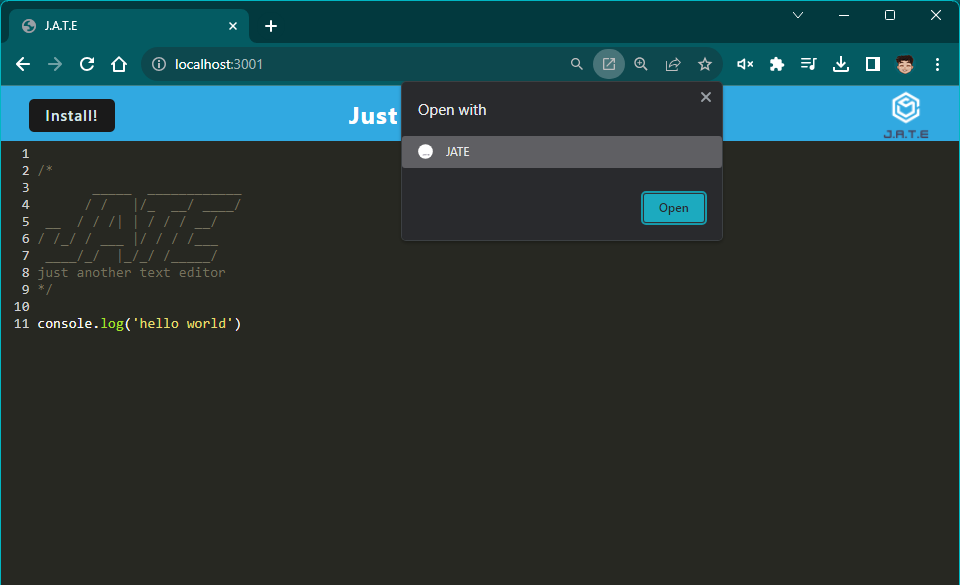 J.A.T.E
localhost:3001
Install!
Just
J.A.T.E
Open with
JATE
Open
1
2 /*
3        _____  ____________
4       / /   |/_  __/ ____/
5  __  / / /| | / / / __/
6 / /_/ / ___ |/ / / /___
7  ____/_/  |_/_/ /_____/
8 just another text editor
9 */
10
11 console.log('hello world')